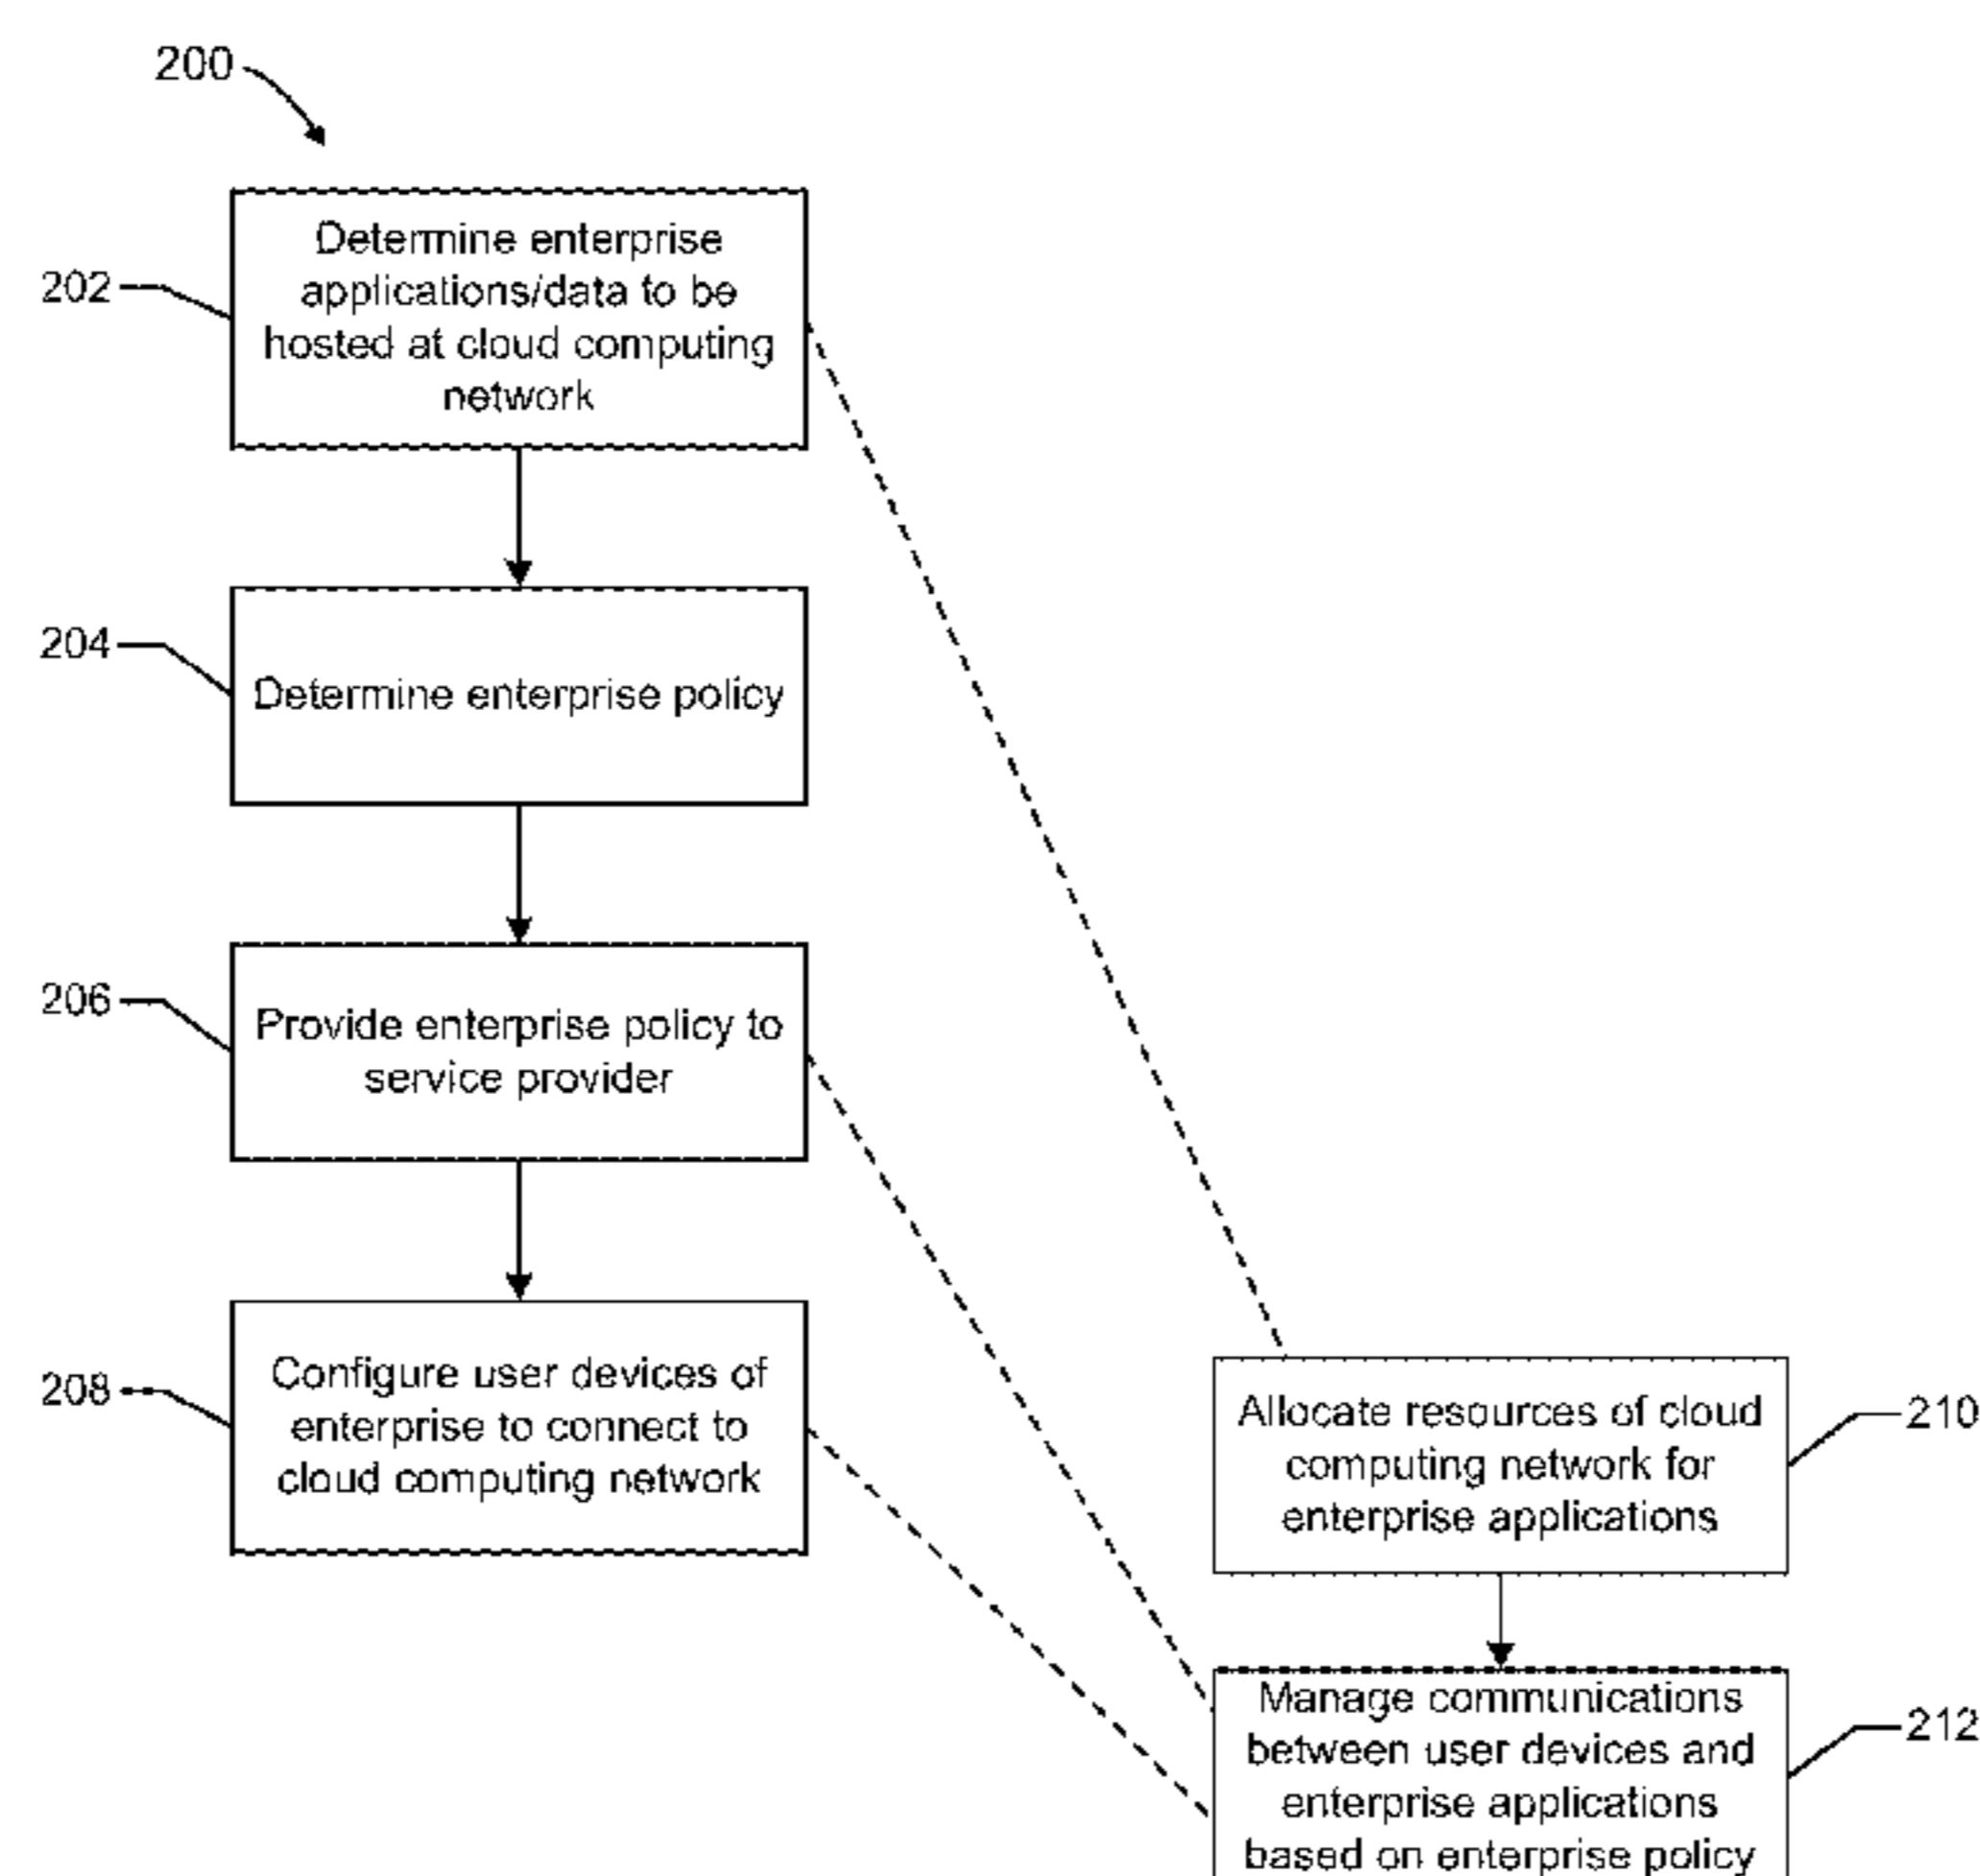 200
202
Determine enterprise
applications/data to be
hosted at cloud computing
network
204
Determine enterprise policy
206
Provide enterprise policy to
service provider
208
Configure user devices of
enterprise to connect to
cloud computing network
Allocate resources of cloud
computing network for
enterprise applications
210
Manage communications
between user devices and
enterprise applications
based on enterprise policy
212